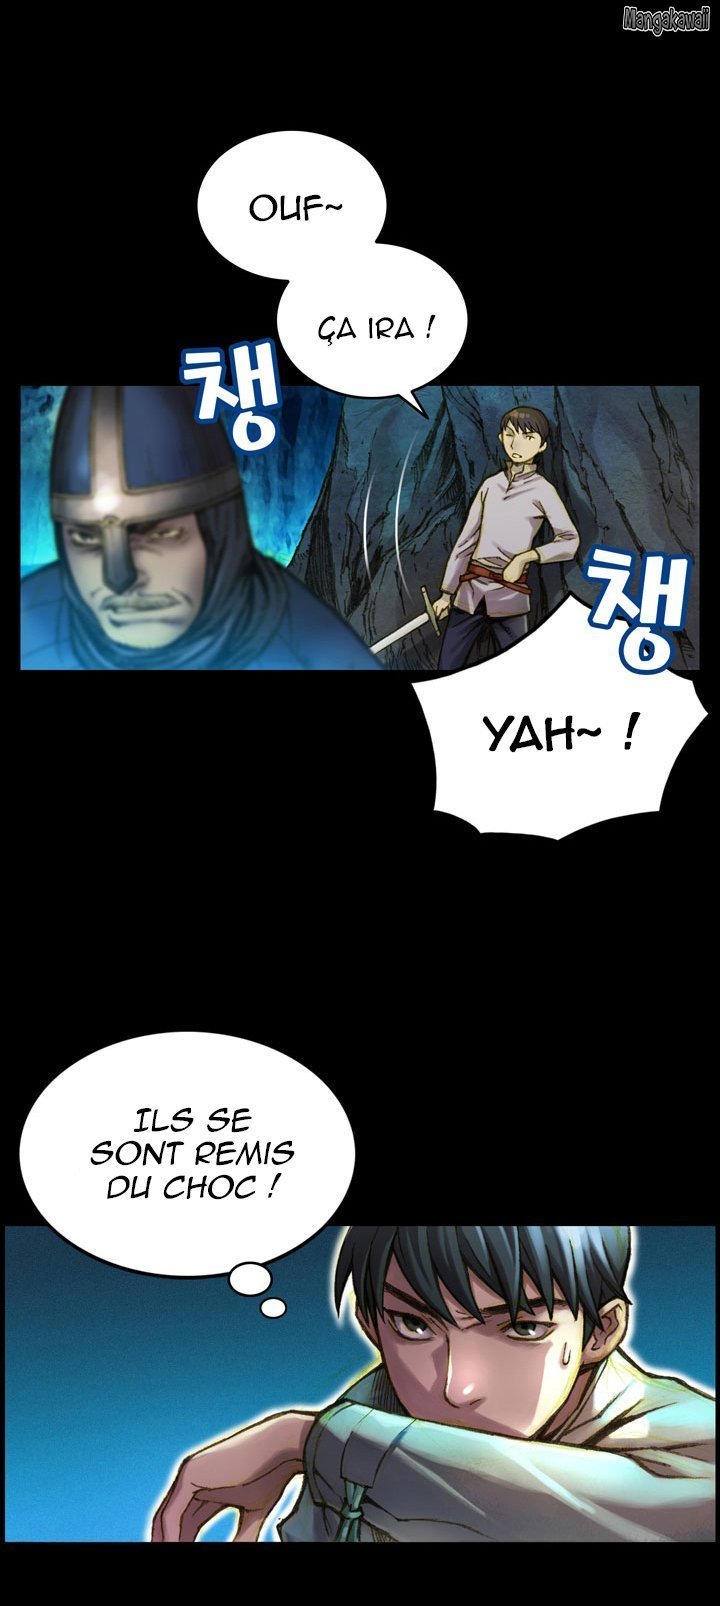 Mangakawaii
OUF~
ÇA IRA !
챙
챙
YAH~ !
ILS SE
SONT REMIS
DU CHOC !